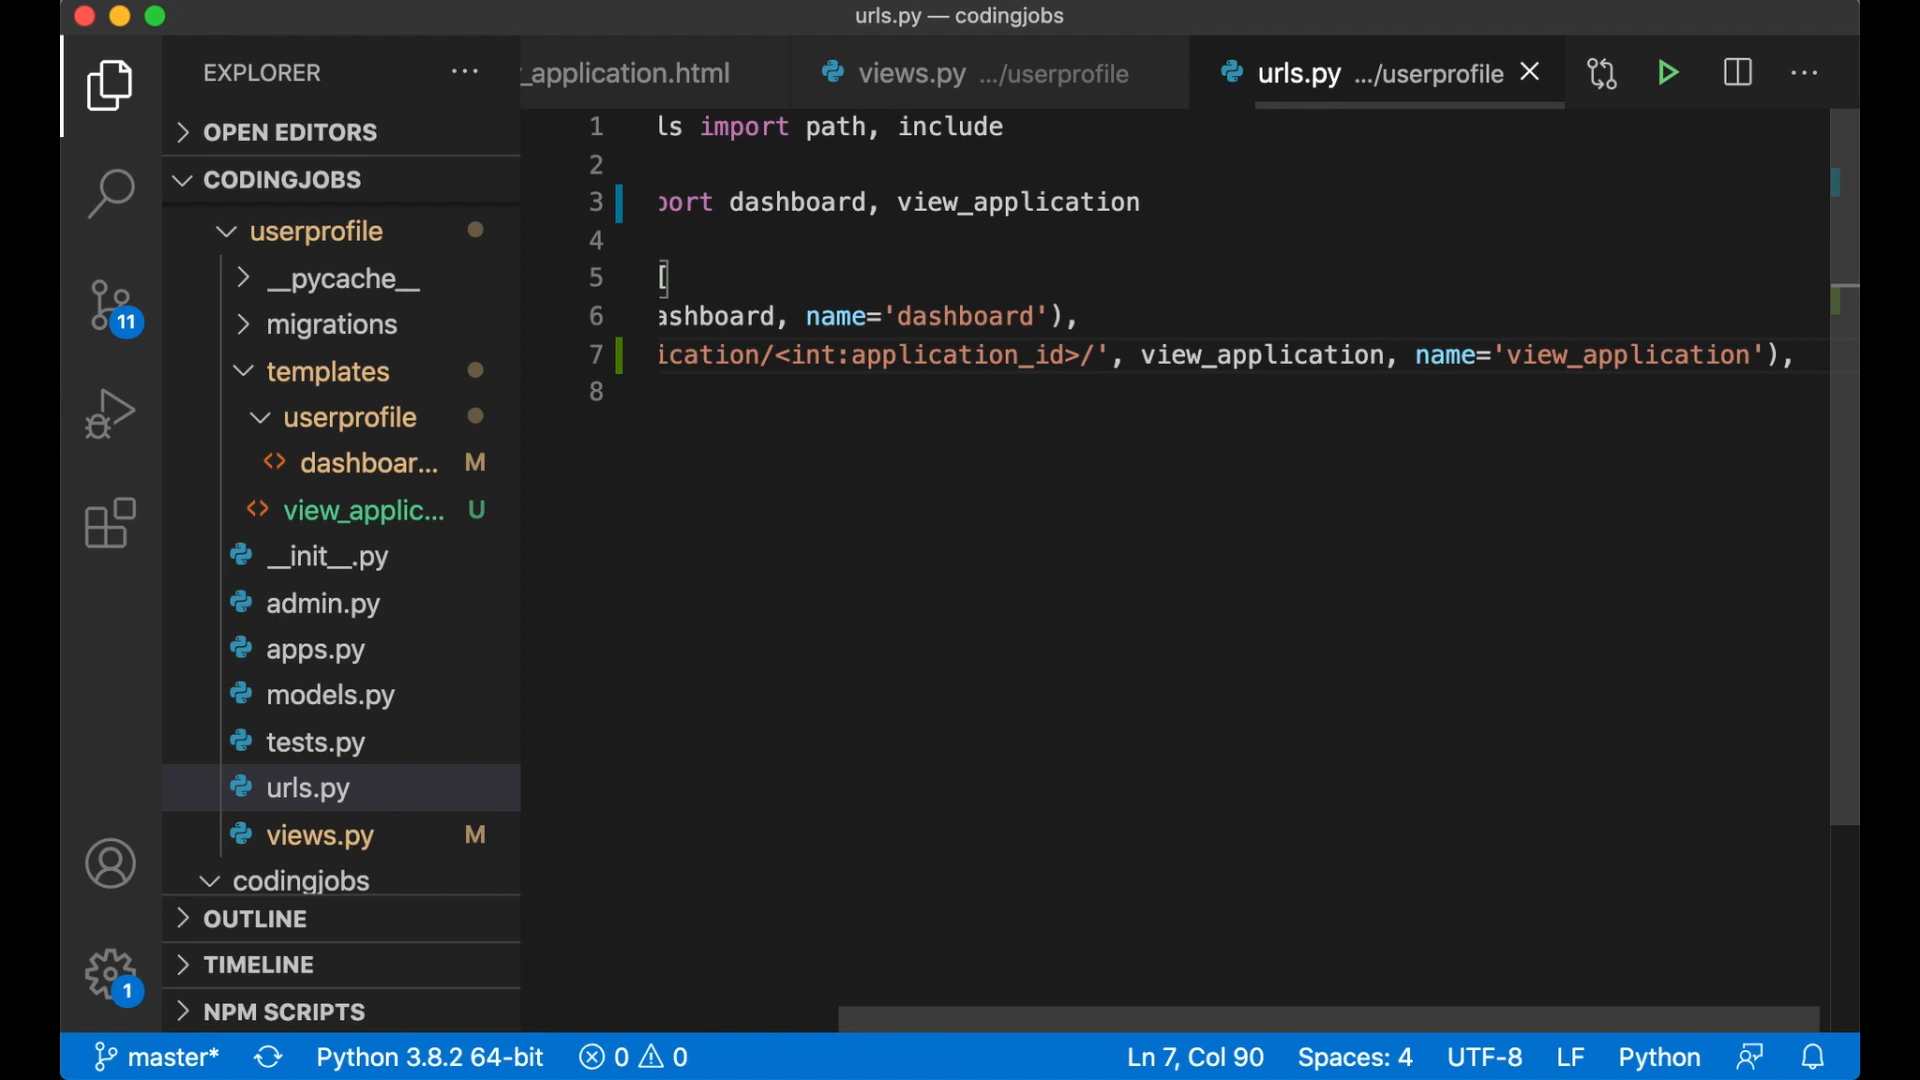 urls.py — codingjobs
EXPLORER
_application.html
views.py .../userprofile
urls.py .../userprofile
OPEN EDITORS
CODINGJOBS
userprofile
__pycache__
migrations
templates
userprofile
dashboar... M
view_applic... U
__init__.py
admin.py
apps.py
models.py
tests.py
urls.py
views.py M
codingjobs
OUTLINE
TIMELINE
NPM SCRIPTS
11
1
1 ls import path, include
2
3 port dashboard, view_application
4
5 [
6 ashboard, name='dashboard'),
7 ication/<int:application_id>/', view_application, name='view_application'),
8
master* Python 3.8.2 64-bit 0 0 Ln 7, Col 90 Spaces: 4 UTF-8 LF Python